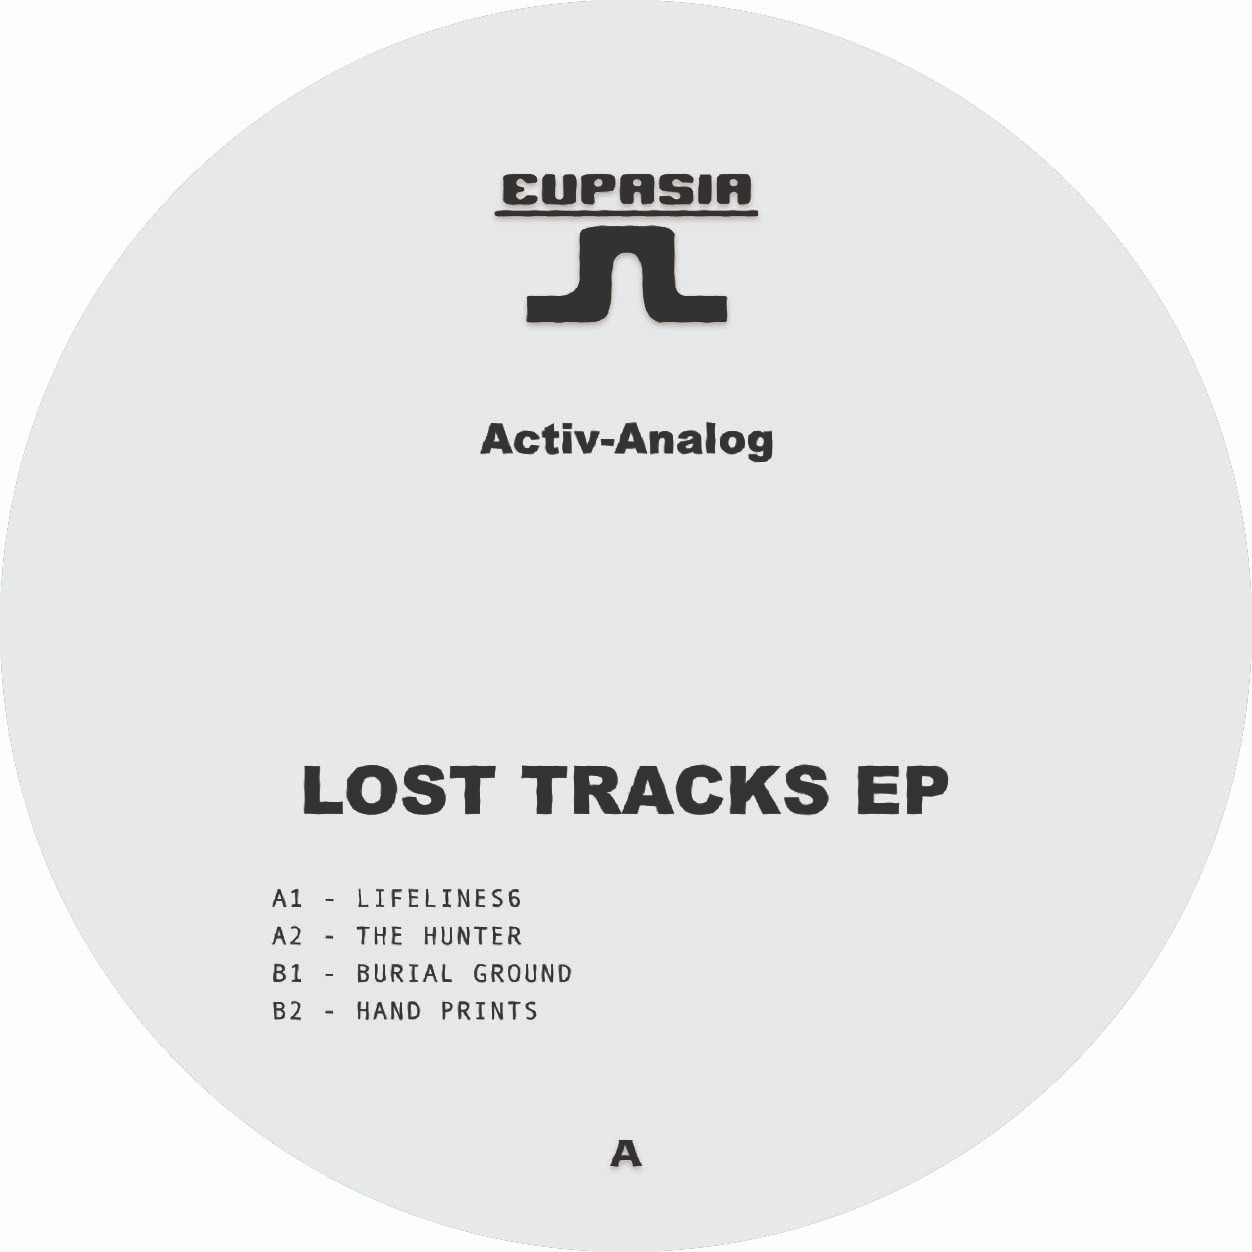 EUPASIA
Activ-Analog
LOST TRACKS EP
A1 - LIFELINES6
A2 - THE HUNTER
B1 - BURIAL GROUND
B2 - HAND PRINTS
A